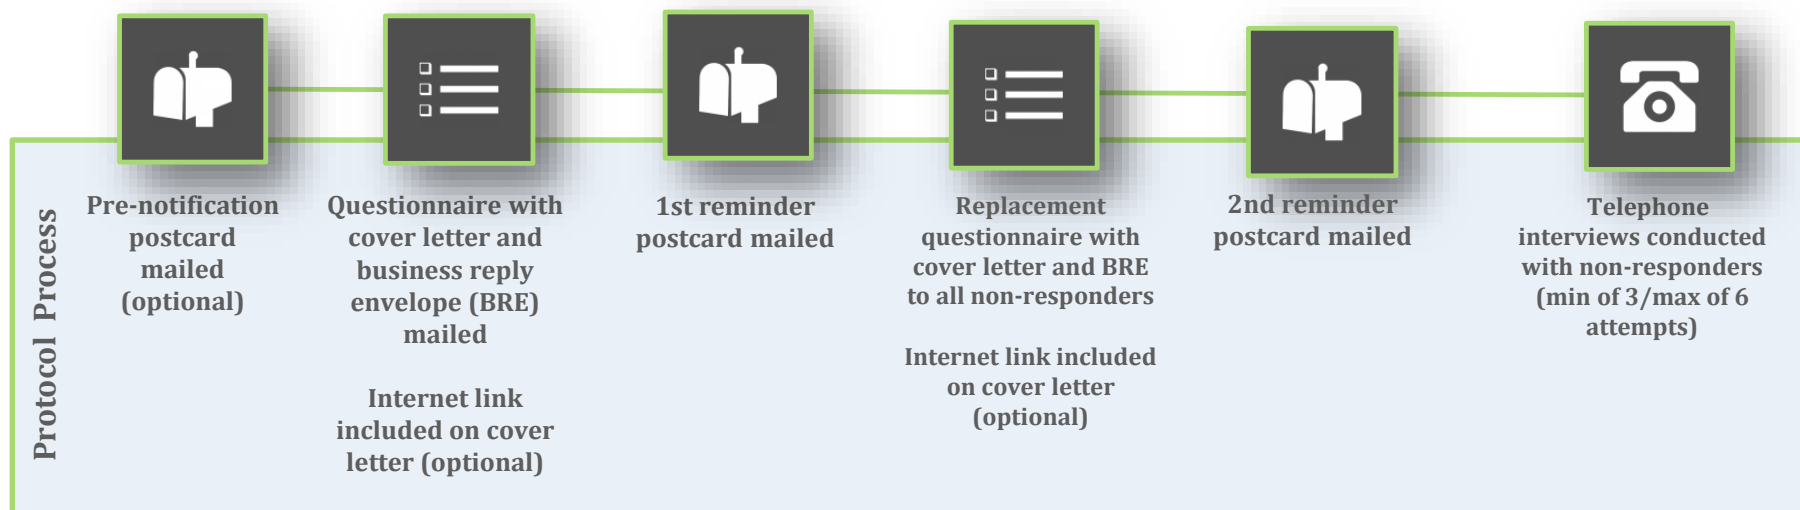 Protocol Process
Pre-notification
postcard
mailed
(optional)
Questionnaire with
cover letter and
business reply
envelope (BRE)
mailed
Internet link
included on cover
letter (optional)
1st reminder
postcard mailed
Replacement
questionnaire with
cover letter and BRE
to all non-responders
Internet link included
on cover letter
(optional)
2nd reminder
postcard mailed
Telephone
interviews conducted
with non-responders
(min of 3/max of 6
attempts)